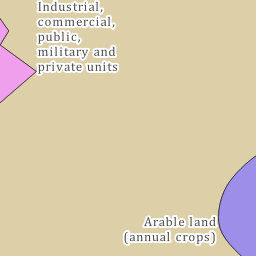 Industrial,
commercial,
public,
military and
private units
Arable land
(annual crops)